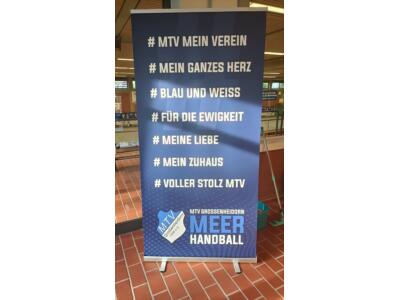 # MTV MEIN VEREIN
# MEIN GANZES HERZ
# BLAU UND WEISS
# FÜR DIE EWIGKEIT
# MEINE LIEBE
# MEIN ZUHAUS
# VOLLER STOLZ MTV
MTV GROSSENHEIDORN
MEER
HANDBALL
MTV